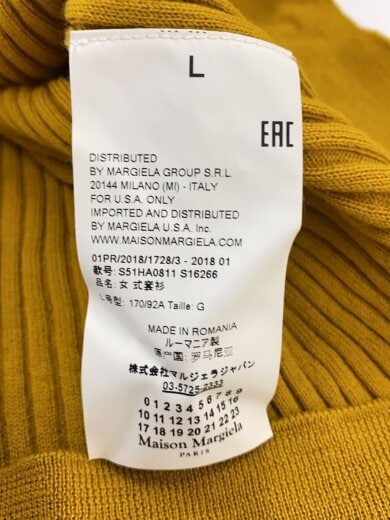 L
EAC
DISTRIBUTED
BY MARGIELA GROUP S.R.L.
20144 MILANO (MI) - ITALY
FOR U.S.A. ONLY
IMPORTED AND DISTRIBUTED
BY MARGIELA U.S.A. Inc.
WWW.MAISONMARGIELA.COM
01PR/2018/1728/3 - 2018 01
款号: S51HA0811 S16266
品名: 女式套衫
L号型: 170/92A Taille: G
MADE IN ROMANIA
ルーマニア製
原产国: 罗马尼亚
株式会社マルジェラジャパン
03-5725-2333
0 1 2 3 4 5 6 7 8 9
10 11 12 13 14 15 16
17 18 19 20 21 22 23
Maison Margiela
PARIS